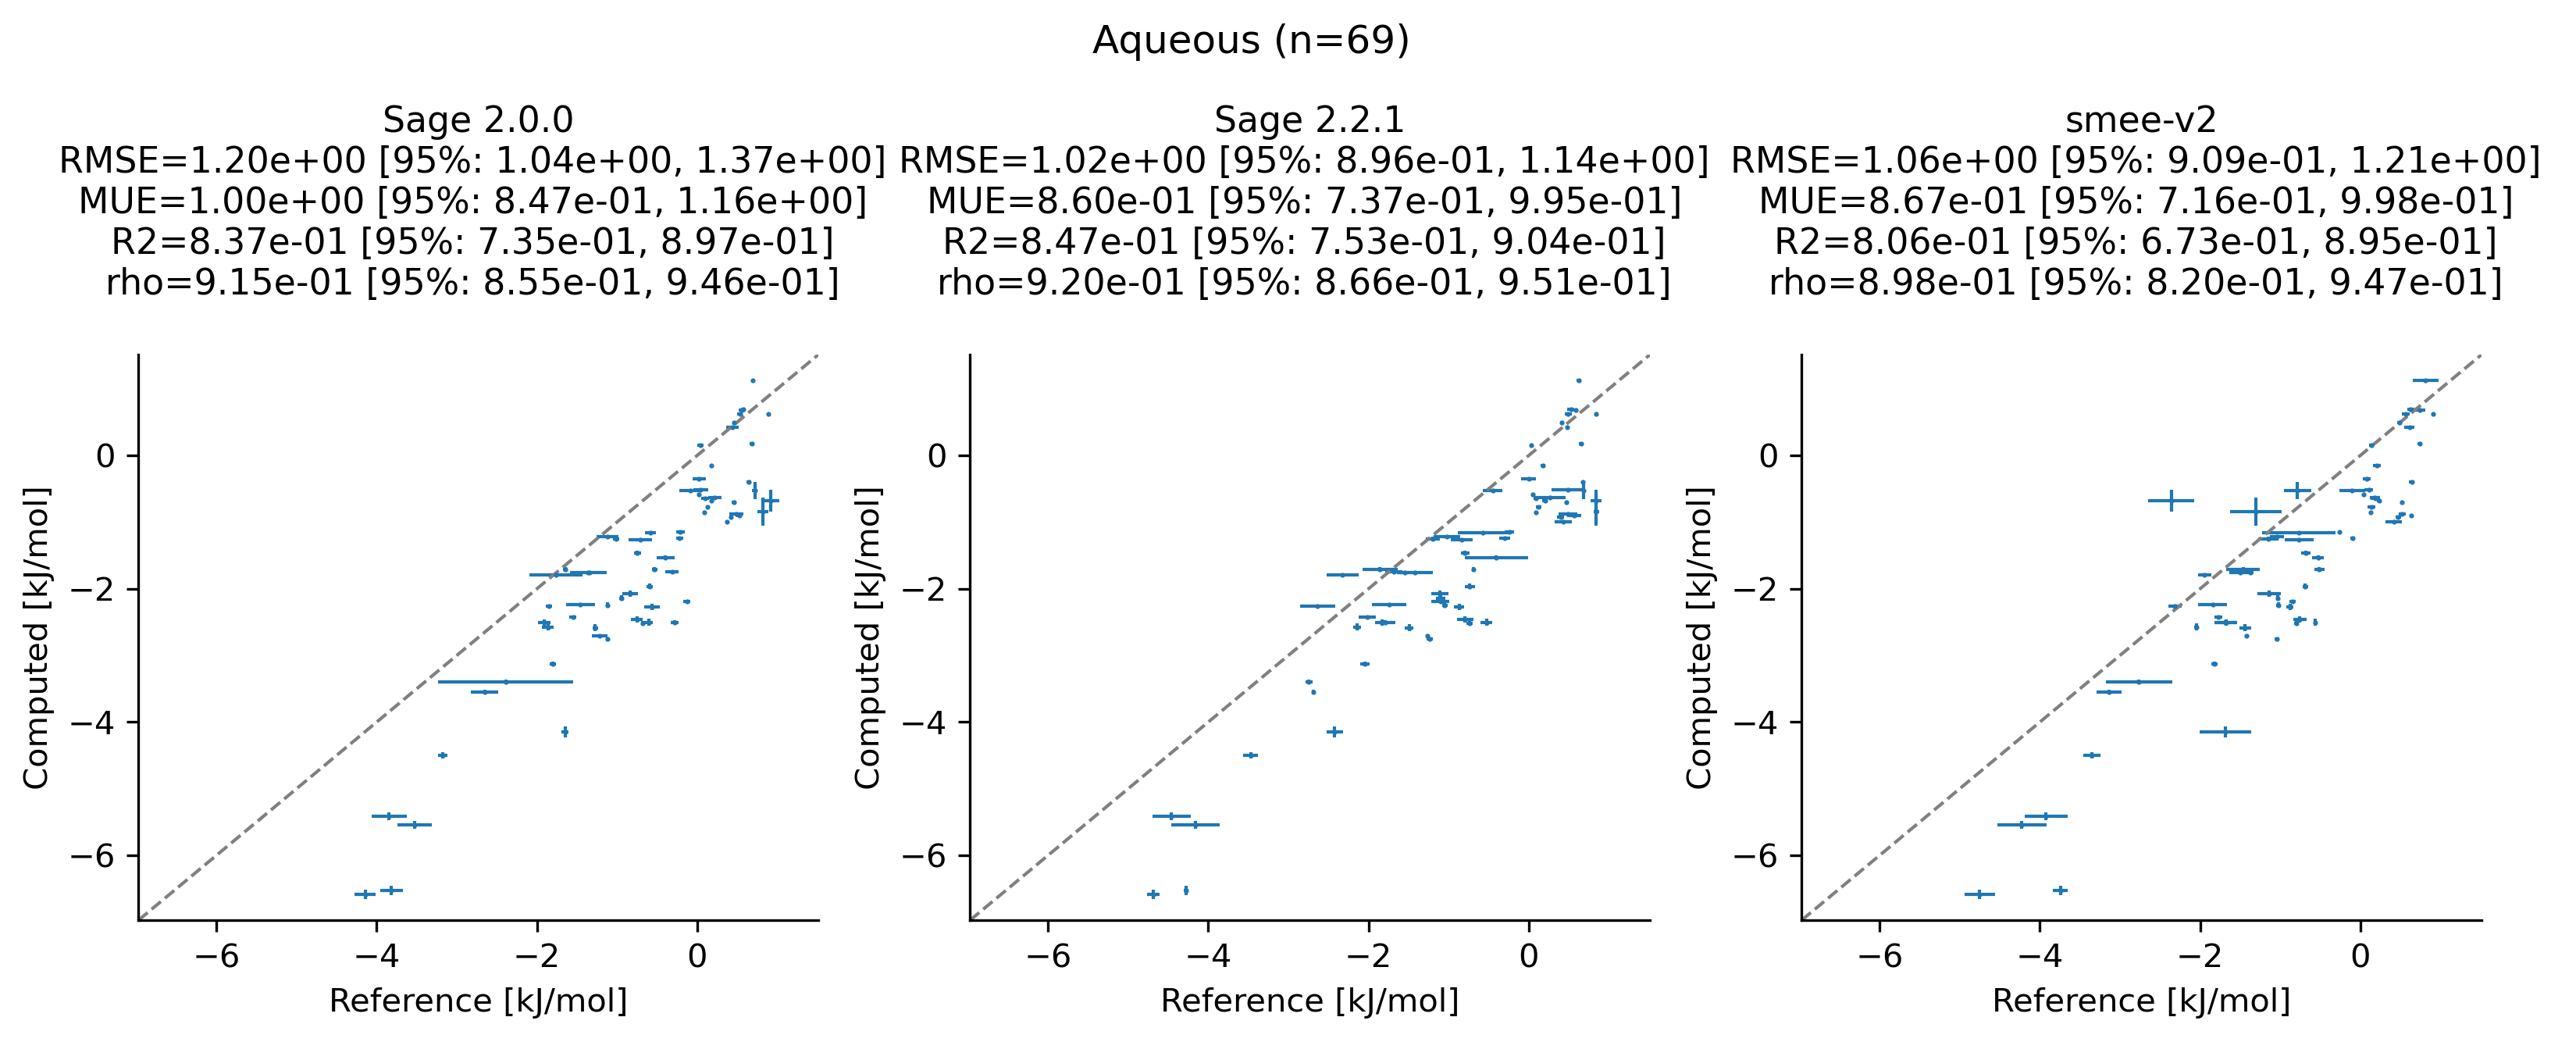 Aqueous (n=69)
Sage 2.0.0
RMSE=1.20e+00 [95%: 1.04e+00, 1.37e+00]
MUE=1.00e+00 [95%: 8.47e-01, 1.16e+00]
R2=8.37e-01 [95%: 7.35e-01, 8.97e-01]
rho=9.15e-01 [95%: 8.55e-01, 9.46e-01]
Computed [kJ/mol]
0
−2
−4
−6
−6 −4 −2 0
Reference [kJ/mol]
Sage 2.2.1
RMSE=1.02e+00 [95%: 8.96e-01, 1.14e+00]
MUE=8.60e-01 [95%: 7.37e-01, 9.95e-01]
R2=8.47e-01 [95%: 7.53e-01, 9.04e-01]
rho=9.20e-01 [95%: 8.66e-01, 9.51e-01]
Computed [kJ/mol]
0
−2
−4
−6
−6 −4 −2 0
Reference [kJ/mol]
smee-v2
RMSE=1.06e+00 [95%: 9.09e-01, 1.21e+00]
MUE=8.67e-01 [95%: 7.16e-01, 9.98e-01]
R2=8.06e-01 [95%: 6.73e-01, 8.95e-01]
rho=8.98e-01 [95%: 8.20e-01, 9.47e-01]
Computed [kJ/mol]
0
−2
−4
−6
−6 −4 −2 0
Reference [kJ/mol]